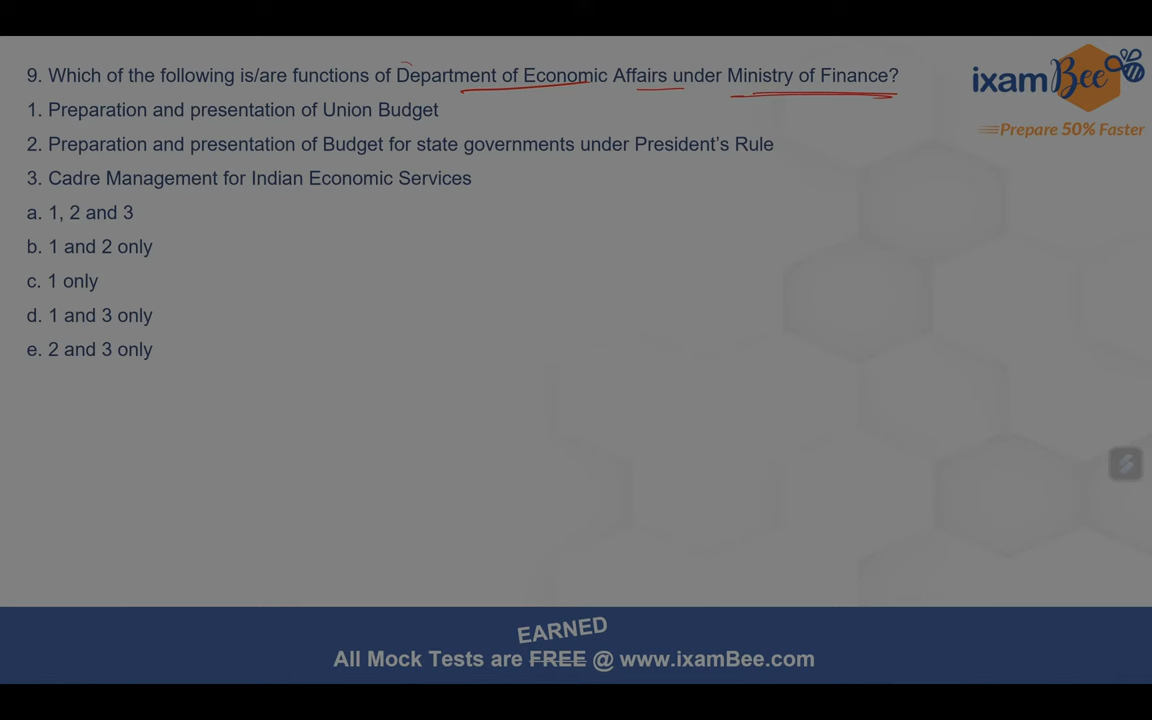 9. Which of the following is/are functions of Department of Economic Affairs under Ministry of Finance?
1. Preparation and presentation of Union Budget
2. Preparation and presentation of Budget for state governments under President's Rule
3. Cadre Management for Indian Economic Services
a. 1, 2 and 3
b. 1 and 2 only
c. 1 only
d. 1 and 3 only
e. 2 and 3 only
ixamBee
Prepare 50% Faster
EARNED
All Mock Tests are FREE @ www.ixamBee.com